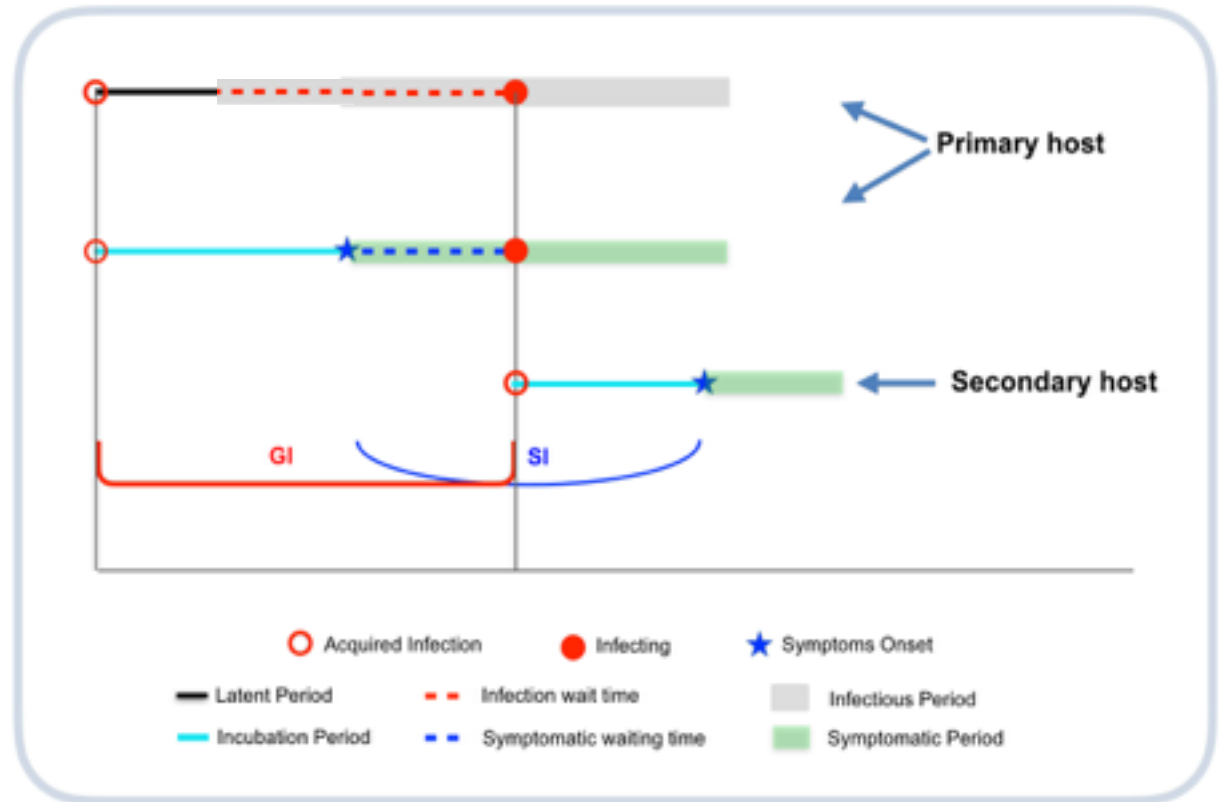 Primary host
Secondary host
GI
SI
Acquired Infection
Infecting
Symptoms Onset
Latent Period
Infection wait time
Infectious Period
Incubation Period
Symptomatic waiting time
Symptomatic Period